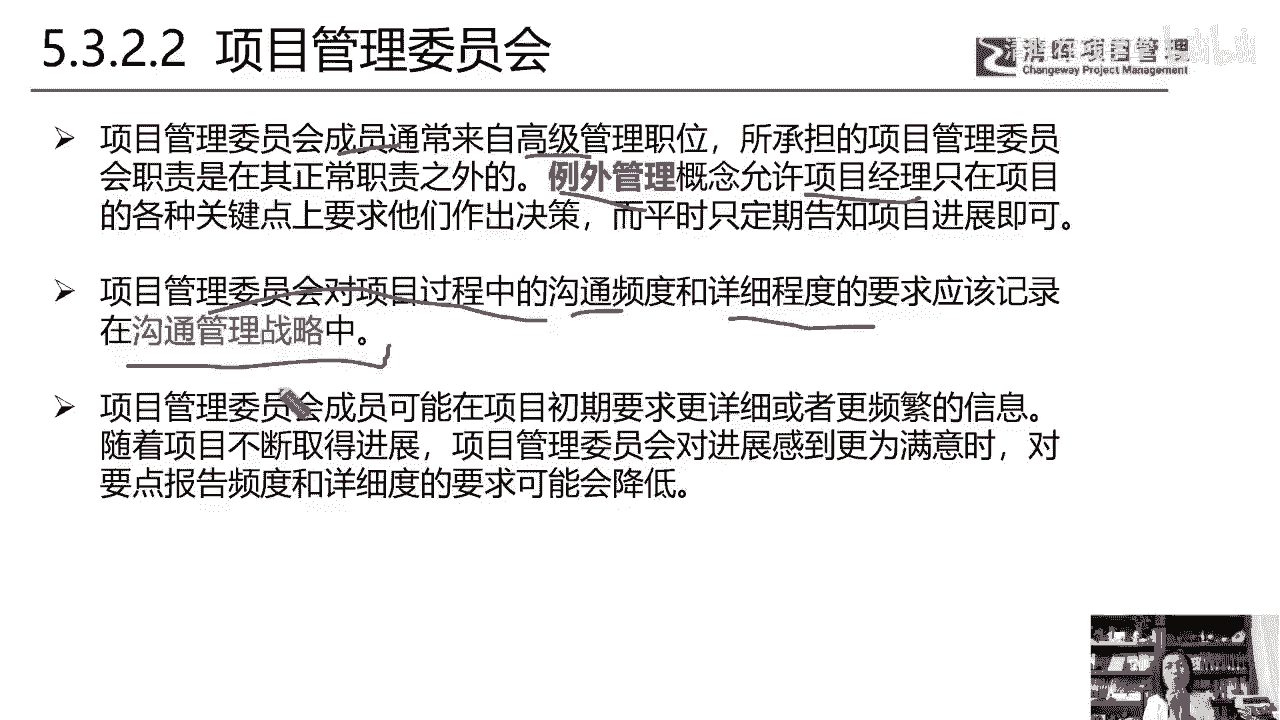 5.3.2.2 项目管理委员会
Changeway Project Management
项目管理委员会成员通常来自高级管理职位，所承担的项目管理委员
会职责是在其正常职责之外的。例外管理概念允许项目经理只在项目
的各种关键点上要求他们作出决策，而平时只定期告知项目进展即可。
项目管理委员会对项目过程中的沟通频度和详细程度的要求应该记录
在沟通管理战略中。
项目管理委员会成员可能在项目初期要求更详细或者更频繁的信息。
随着项目不断取得进展，项目管理委员会对进展感到更为满意时，对
要点报告频度和详细度的要求可能会降低。